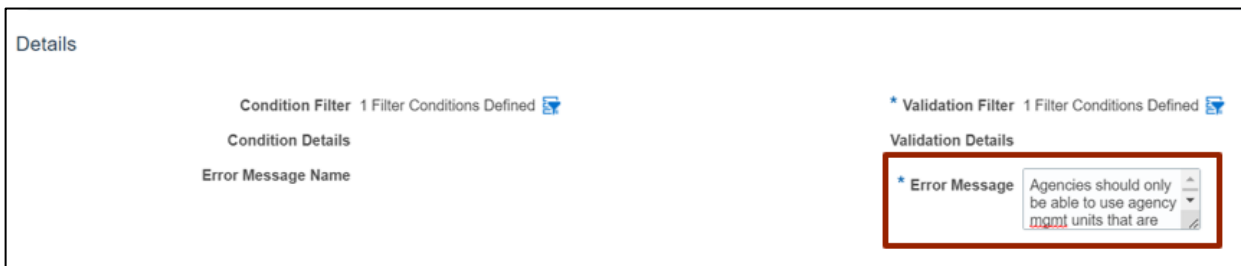 Details
Condition Filter 1 Filter Conditions Defined
* Validation Filter 1 Filter Conditions Defined
Condition Details
Validation Details
Error Message Name
* Error Message
Agencies should only
be able to use agency
mgmt units that are